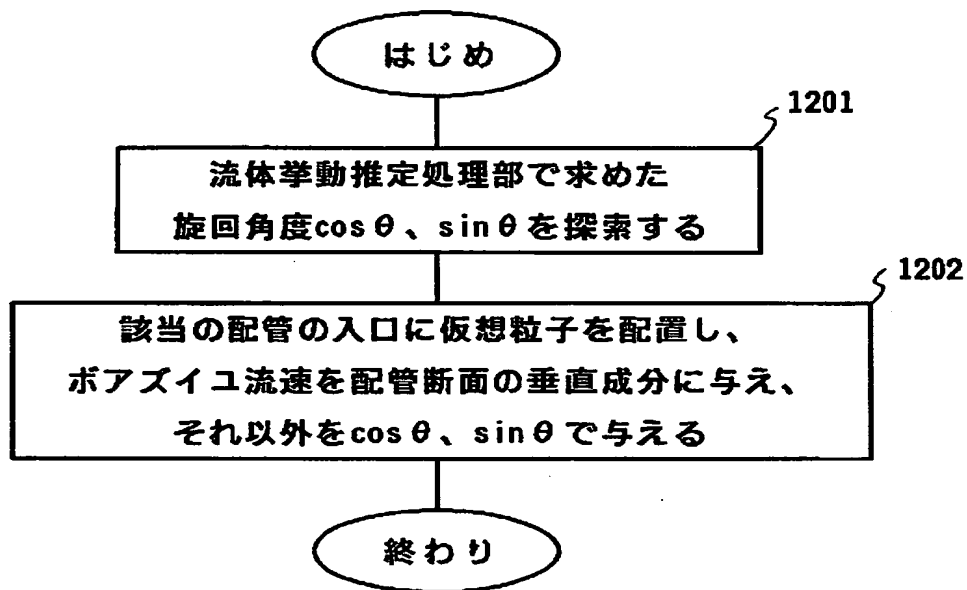 はじめ
1201
流体挙動推定処理部で求めた
旋回角度cosθ、sinθを探索する
1202
該当の配管の入口に仮想粒子を配置し、
ボアズイユ流速を配管断面の垂直成分に与え、
それ以外をcosθ、sinθで与える
終わり